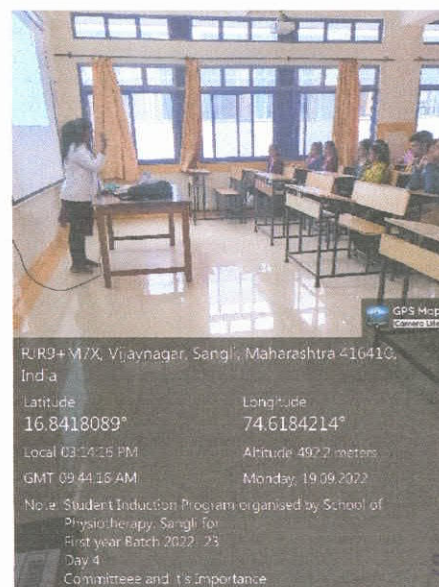 GPS Map
Camera Lite
RJR9+M7X, Vijaynagar, Sangli, Maharashtra 416410,
India
Latitude
Longitude
16.8418089°
74.6184214°
Local 03:14:16 PM
Altitude 492.2 meters
GMT 09:44:16 AM
Monday, 19.09.2022
Note: Student Induction Program organised by School of
Physiotherapy, Sangli for
First year Batch 2022- 23
Day 4
Committeee and it's Importance